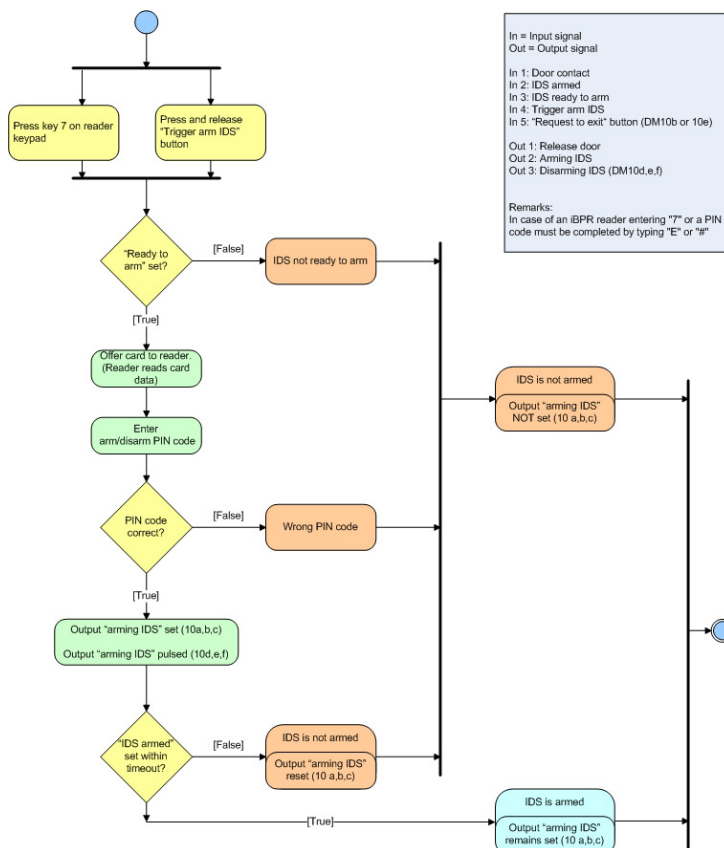 In = Input signal
Out = Output signal
In 1: Door contact
In 2: IDS armed
In 3: IDS ready to arm
In 4: Trigger arm IDS
In 5: "Request to exit" button (DM10b or 10e)
Out 1: Release door
Out 2: Arming IDS
Out 3: Disarming IDS (DM10d,e,f)
Remarks:
In case of an iBPR reader entering "7" or a PIN
code must be completed by typing "E" or "#"
Press key 7 on reader
keypad
Press and release
"Trigger arm IDS"
button
"Ready to
arm" set?
[False]
IDS not ready to arm
[True]
Offer card to reader.
(Reader reads card
data)
Enter
arm/disarm PIN code
IDS is not armed
Output "arming IDS"
NOT set (10 a,b,c)
PIN code
correct?
[False]
Wrong PIN code
[True]
Output "arming IDS" set (10a,b,c)
Output "arming IDS" pulsed (10d,e,f)
"IDS armed"
set within
timeout?
[False]
IDS is not armed
Output "arming IDS"
reset (10 a,b,c)
[True]
IDS is armed
Output "arming IDS"
remains set (10 a,b,c)